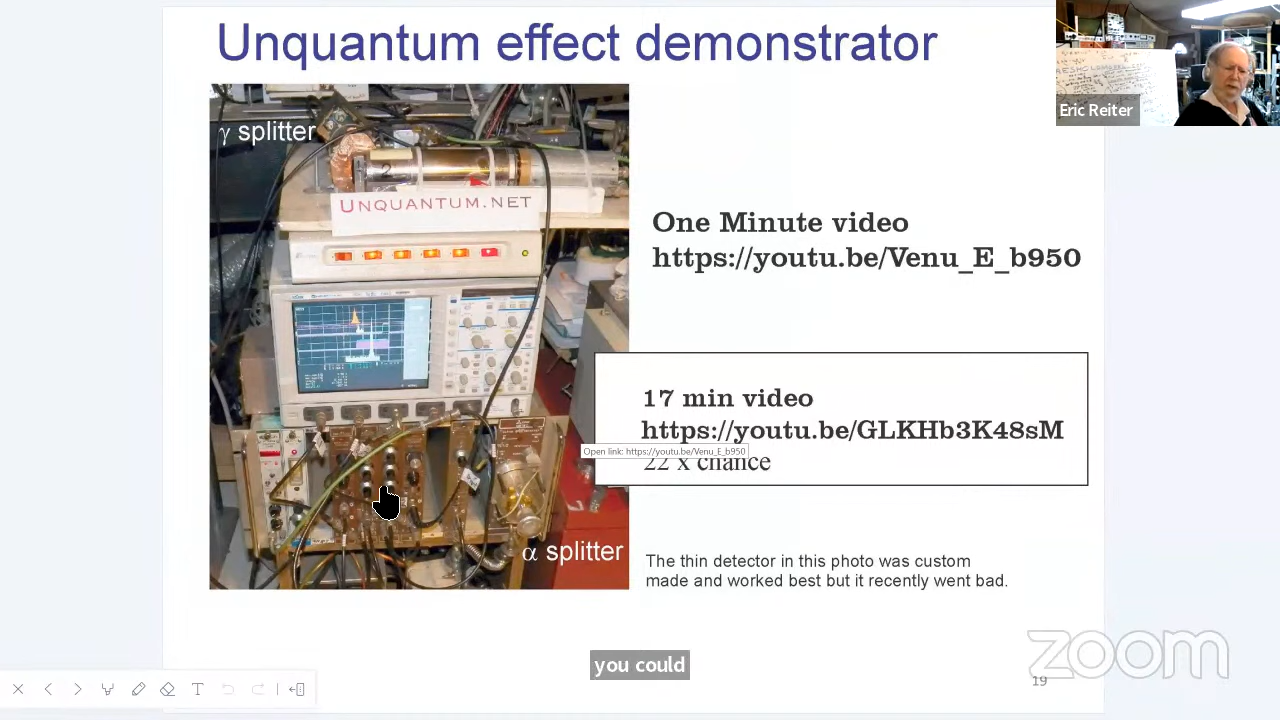 Unquantum effect demonstrator
Eric Reiter
γ splitter
2
UNQUANTUM.NET
One Minute video
https://youtu.be/Venu_E_b950
17 min video
https://youtu.be/GLKHb3K48sM
Open link: https://youtu.be/Venu_E_b950
22 x chance
α splitter
The thin detector in this photo was custom
made and worked best but it recently went bad.
you could
zoom
19
T